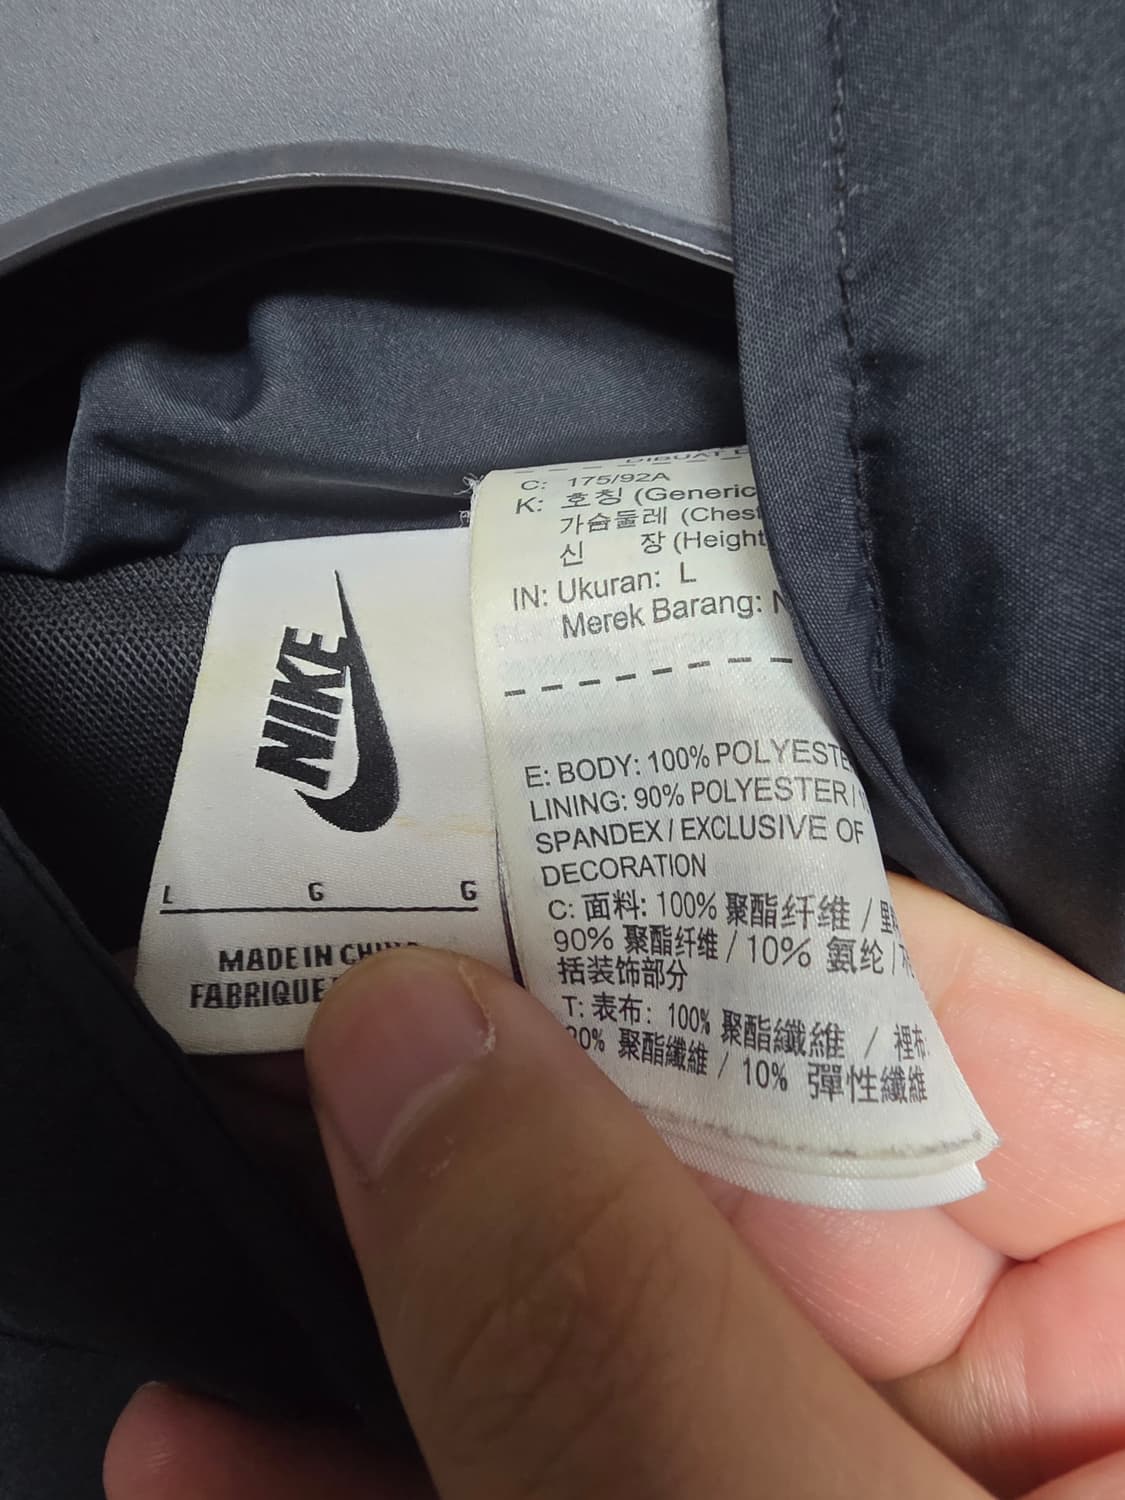 NIKE
L G G
MADE IN CHINA
FABRIQUE
C: 175/92A
K: 호칭 (Generic
가슴둘레 (Chest
신 장 (Height
IN: Ukuran: L
Merek Barang:
E: BODY: 100% POLYESTE
LINING: 90% POLYESTER /
SPANDEX / EXCLUSIVE OF
DECORATION
C: 面料: 100% 聚酯纤维 /
90% 聚酯纤维 / 10% 氨纶 /
括装饰部分
T: 表布: 100% 聚酯纖維 / 裡布:
聚酯纖維 / 10% 彈性纖維